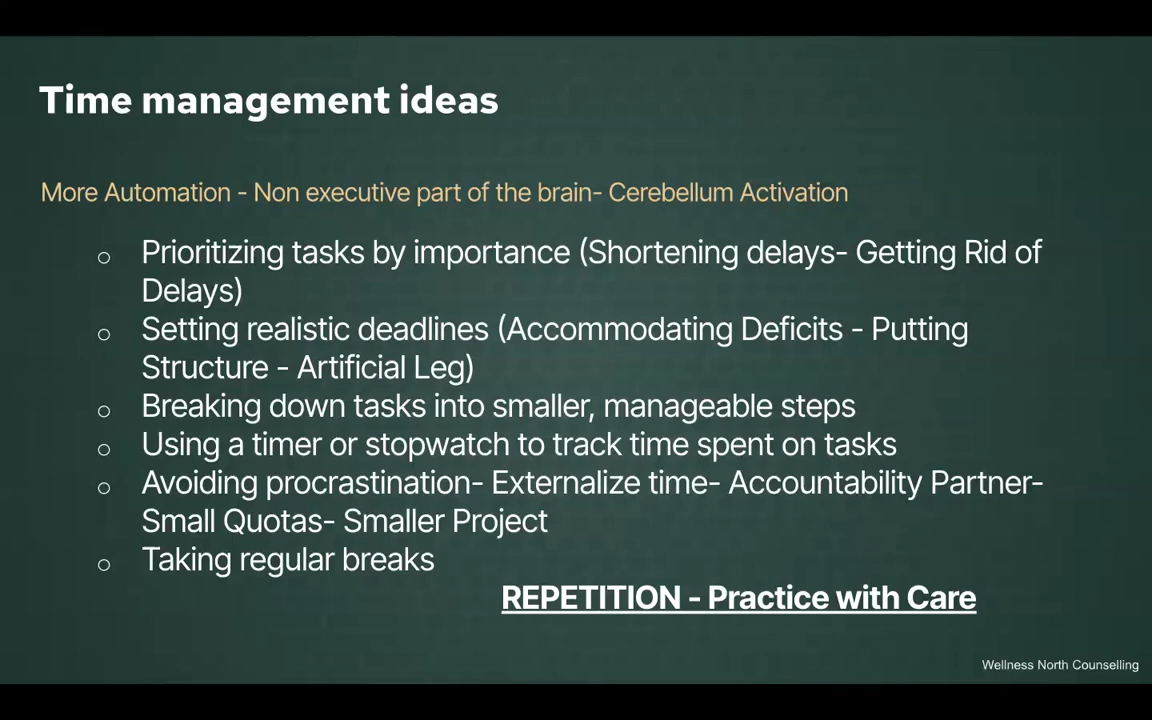 Time management ideas
More Automation - Non executive part of the brain- Cerebellum Activation
o Prioritizing tasks by importance (Shortening delays- Getting Rid of
Delays)
o Setting realistic deadlines (Accommodating Deficits - Putting
Structure - Artificial Leg)
o Breaking down tasks into smaller, manageable steps
o Using a timer or stopwatch to track time spent on tasks
o Avoiding procrastination- Externalize time- Accountability Partner-
Small Quotas- Smaller Project
o Taking regular breaks
REPETITION - Practice with Care
Wellness North Counselling